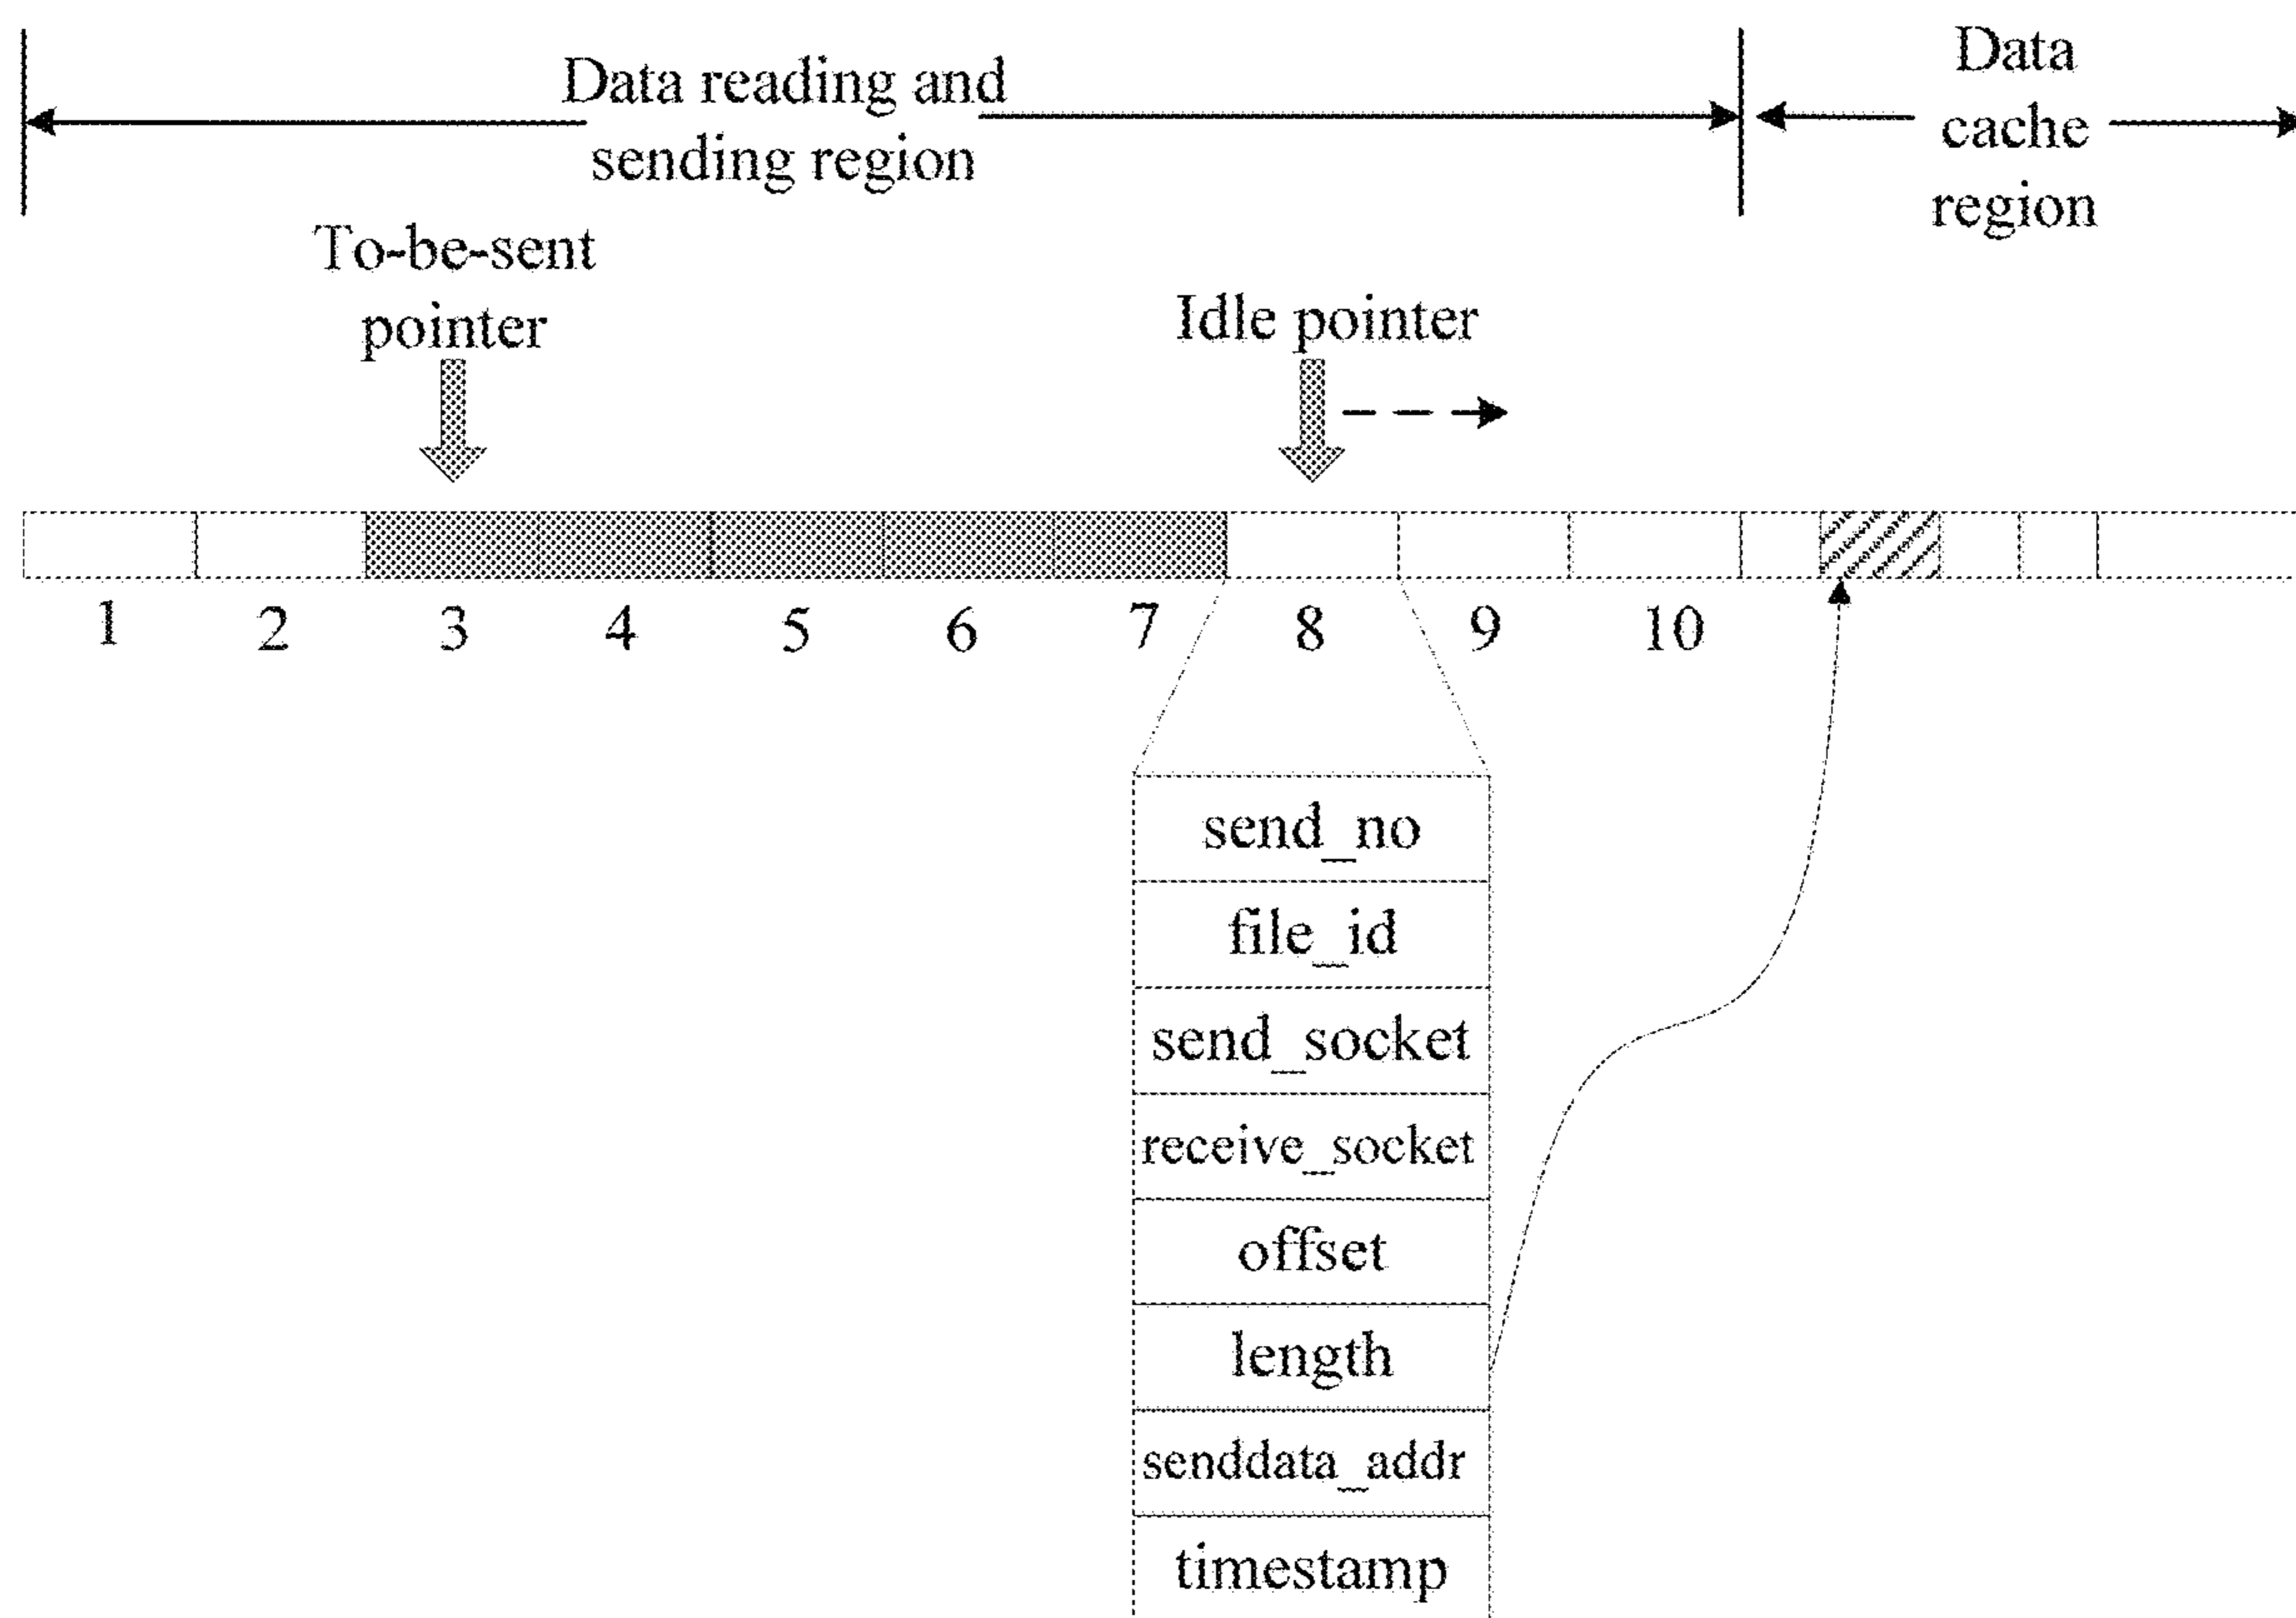 Data reading and
sending region
Data
cache
region
To-be-sent
pointer
Idle pointer
1 2 3 4 5 6 7 8 9 10
send_no
file_id
send_socket
receive_socket
offset
length
senddata_addr
timestamp